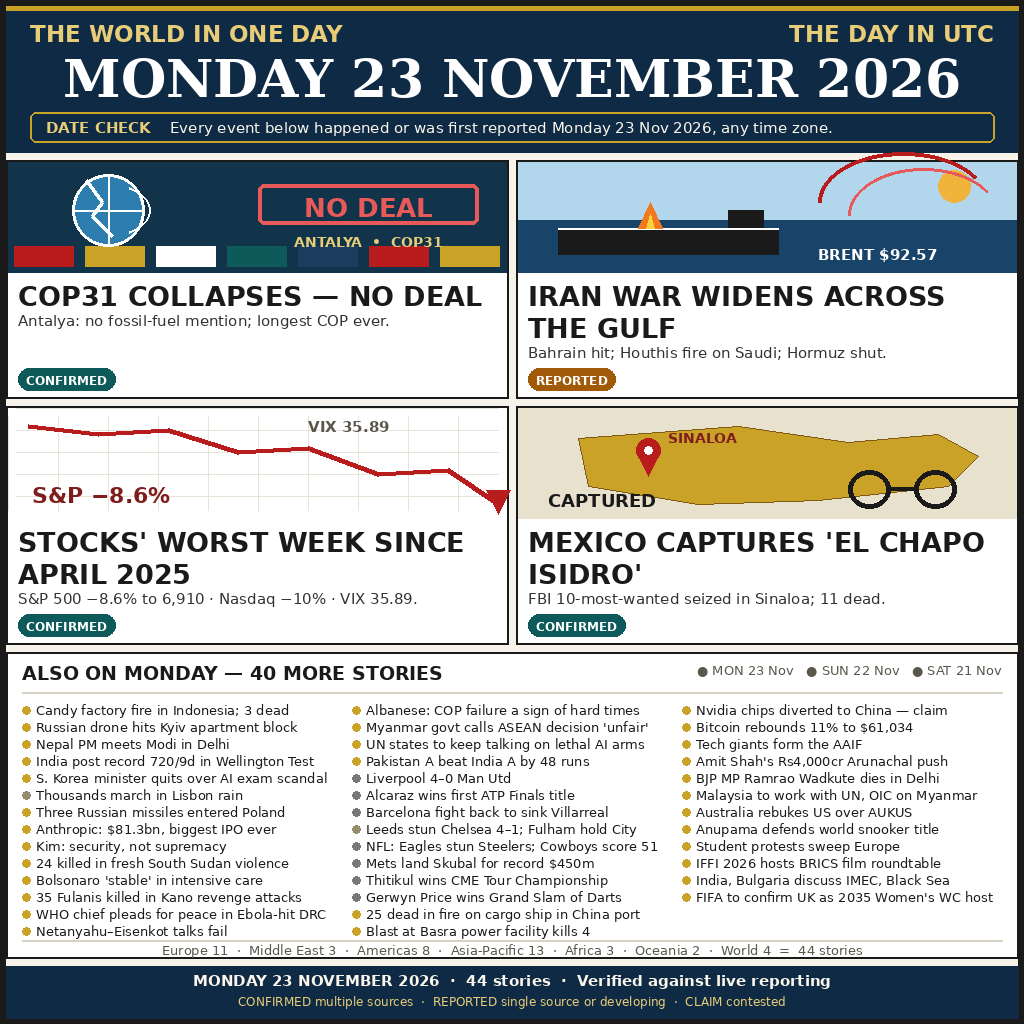 THE WORLD IN ONE DAY
THE DAY IN UTC
MONDAY 23 NOVEMBER 2026
DATE CHECK Every event below happened or was first reported Monday 23 Nov 2026, any time zone.
NO DEAL
ANTALYA • COP31
COP31 COLLAPSES — NO DEAL
Antalya: no fossil-fuel mention; longest COP ever.
CONFIRMED
BRENT $92.57
IRAN WAR WIDENS ACROSS
THE GULF
Bahrain hit; Houthis fire on Saudi; Hormuz shut.
REPORTED
VIX 35.89
S&P −8.6%
STOCKS' WORST WEEK SINCE
APRIL 2025
S&P 500 −8.6% to 6,910 · Nasdaq −10% · VIX 35.89.
CONFIRMED
SINALOA
CAPTURED
MEXICO CAPTURES 'EL CHAPO
ISIDRO'
FBI 10-most-wanted seized in Sinaloa; 11 dead.
CONFIRMED
ALSO ON MONDAY — 40 MORE STORIES
● MON 23 Nov ● SUN 22 Nov ● SAT 21 Nov
Candy factory fire in Indonesia; 3 dead
Russian drone hits Kyiv apartment block
Nepal PM meets Modi in Delhi
India post record 720/9d in Wellington Test
S. Korea minister quits over AI exam scandal
Thousands march in Lisbon rain
Three Russian missiles entered Poland
Anthropic: $81.3bn, biggest IPO ever
Kim: security, not supremacy
24 killed in fresh South Sudan violence
Bolsonaro 'stable' in intensive care
35 Fulanis killed in Kano revenge attacks
WHO chief pleads for peace in Ebola-hit DRC
Netanyahu–Eisenkot talks fail
Albanese: COP failure a sign of hard times
Myanmar govt calls ASEAN decision 'unfair'
UN states to keep talking on lethal AI arms
Pakistan A beat India A by 48 runs
Liverpool 4–0 Man Utd
Alcaraz wins first ATP Finals title
Barcelona fight back to sink Villarreal
Leeds stun Chelsea 4–1; Fulham hold City
NFL: Eagles stun Steelers; Cowboys score 51
Mets land Skubal for record $450m
Thitikul wins CME Tour Championship
Gerwyn Price wins Grand Slam of Darts
25 dead in fire on cargo ship in China port
Blast at Basra power facility kills 4
Nvidia chips diverted to China — claim
Bitcoin rebounds 11% to $61,034
Tech giants form the AAIF
Amit Shah's Rs4,000cr Arunachal push
BJP MP Ramrao Wadkute dies in Delhi
Malaysia to work with UN, OIC on Myanmar
Australia rebukes US over AUKUS
Anupama defends world snooker title
Student protests sweep Europe
IFFI 2026 hosts BRICS film roundtable
India, Bulgaria discuss IMEC, Black Sea
FIFA to confirm UK as 2035 Women's WC host
Europe 11 · Middle East 3 · Americas 8 · Asia-Pacific 13 · Africa 3 · Oceania 2 · World 4 = 44 stories
MONDAY 23 NOVEMBER 2026 · 44 stories · Verified against live reporting
CONFIRMED multiple sources · REPORTED single source or developing · CLAIM contested